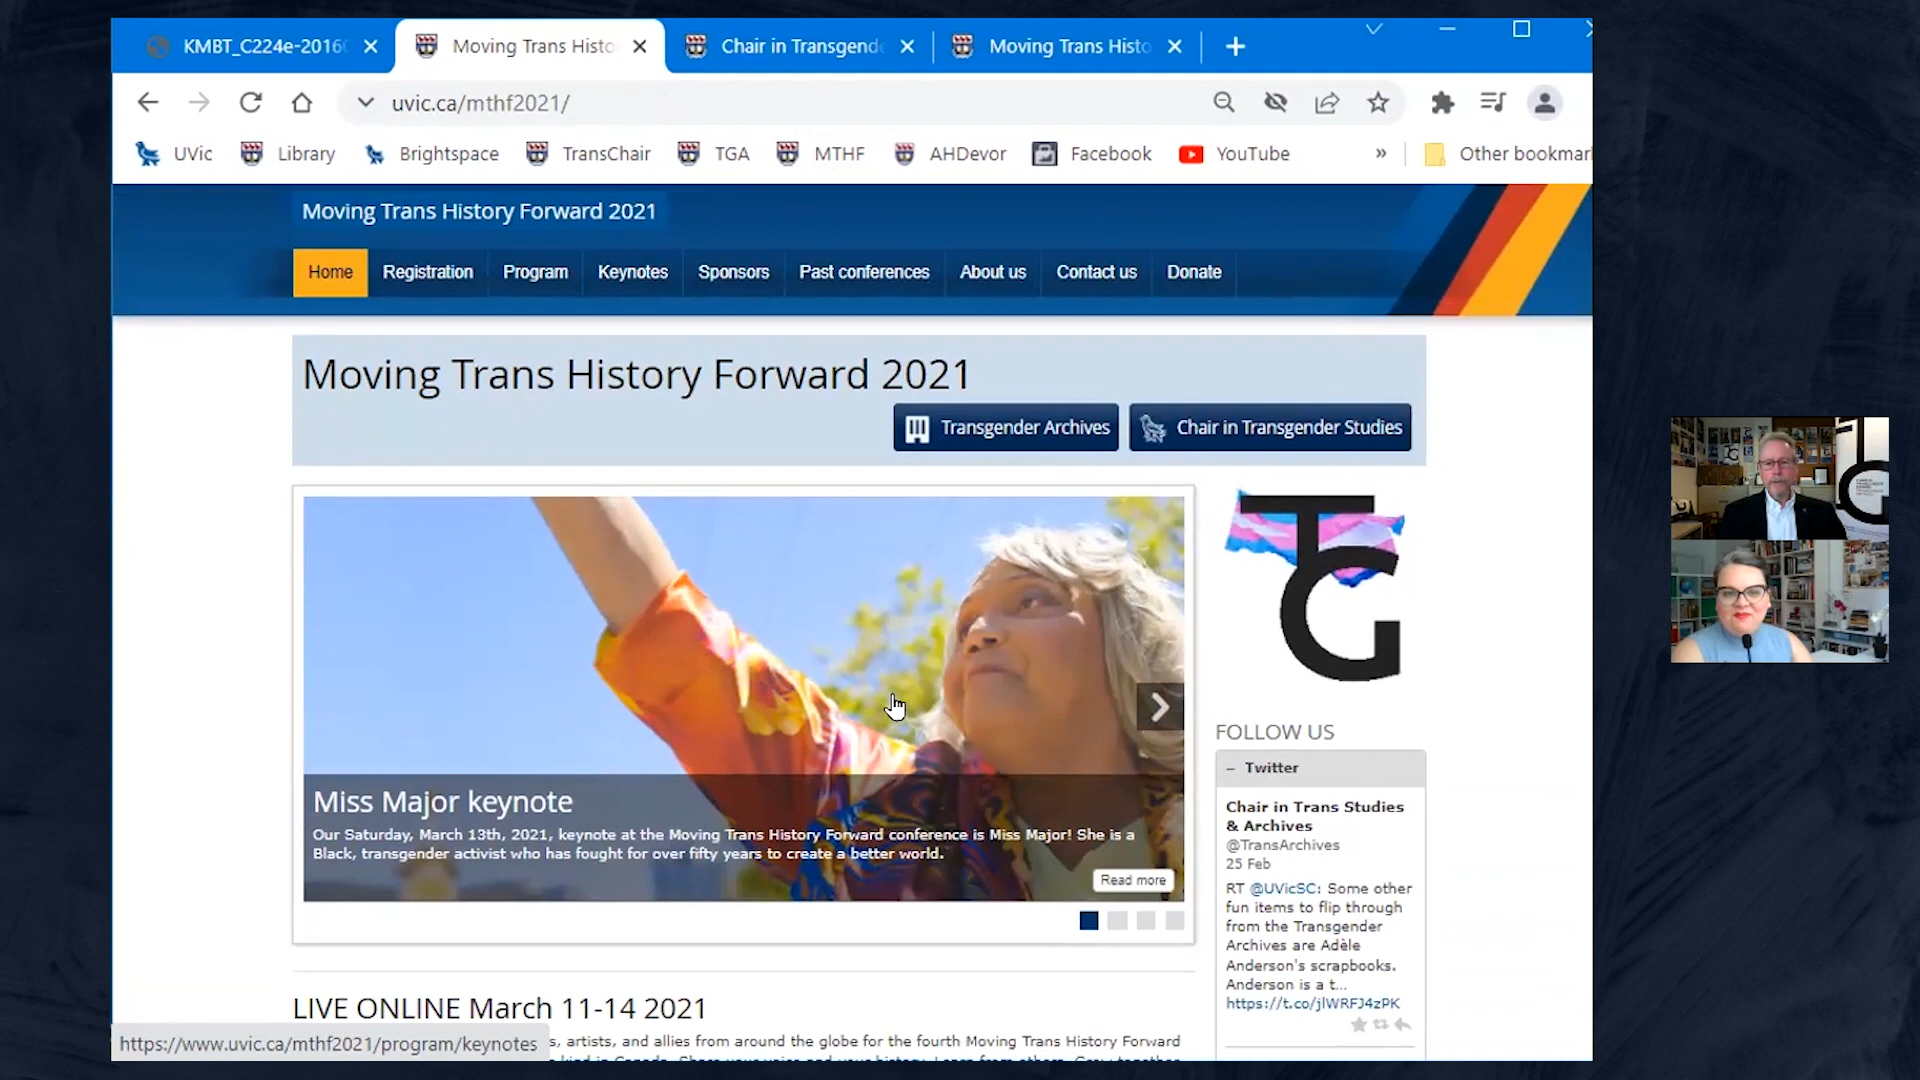 KMBT_C224e-2016
Moving Trans Histo
Chair in Transgende
Moving Trans Histo
uvic.ca/mthf2021/
UVic
Library
Brightspace
TransChair
TGA
MTHF
AHDevor
Facebook
YouTube
»
Other bookmar
Moving Trans History Forward 2021
Home
Registration
Program
Keynotes
Sponsors
Past conferences
About us
Contact us
Donate
Moving Trans History Forward 2021
Transgender Archives
Chair in Transgender Studies
TG
Miss Major keynote
Our Saturday, March 13th, 2021, keynote at the Moving Trans History Forward conference is Miss Major! She is a
Black, transgender activist who has fought for over fifty years to create a better world.
Read more
FOLLOW US
– Twitter
Chair in Trans Studies
& Archives
@TransArchives
25 Feb
RT @UVicSC: Some other
fun items to flip through
from the Transgender
Archives are Adèle
Anderson's scrapbooks.
Anderson is a t...
https://t.co/jlWRFJ4zPK
LIVE ONLINE March 11-14 2021
s, artists, and allies from around the globe for the fourth Moving Trans History Forward
https://www.uvic.ca/mthf2021/program/keynotes